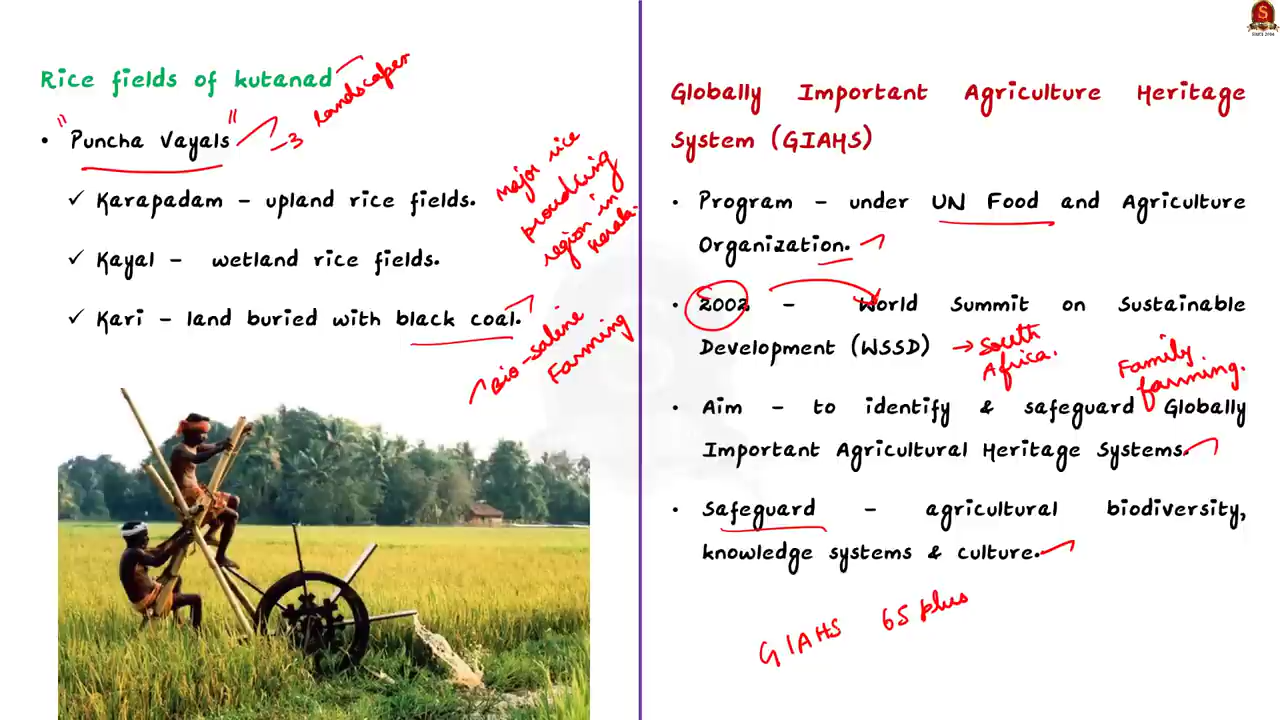 Rice fields of kutanad
landscaper
• "Puncha Vayals" - 3
✓ Karapadam – upland rice fields.
✓ Kayal – wetland rice fields.
✓ Kari – land buried with black coal.
major rice
producing
region in
Kerala.
Bio-saline
Farming
Globally Important Agriculture Heritage
System (GIAHS)
• Program – under UN Food and Agriculture
Organization.
• 2002 – World Summit on Sustainable
Development (WSSD) → South
Africa.
Family
farming.
• Aim – to identify & safeguard Globally
Important Agricultural Heritage Systems.
• Safeguard – agricultural biodiversity,
knowledge systems & culture.
GIAHS 65 plus
S
SINCE 2004